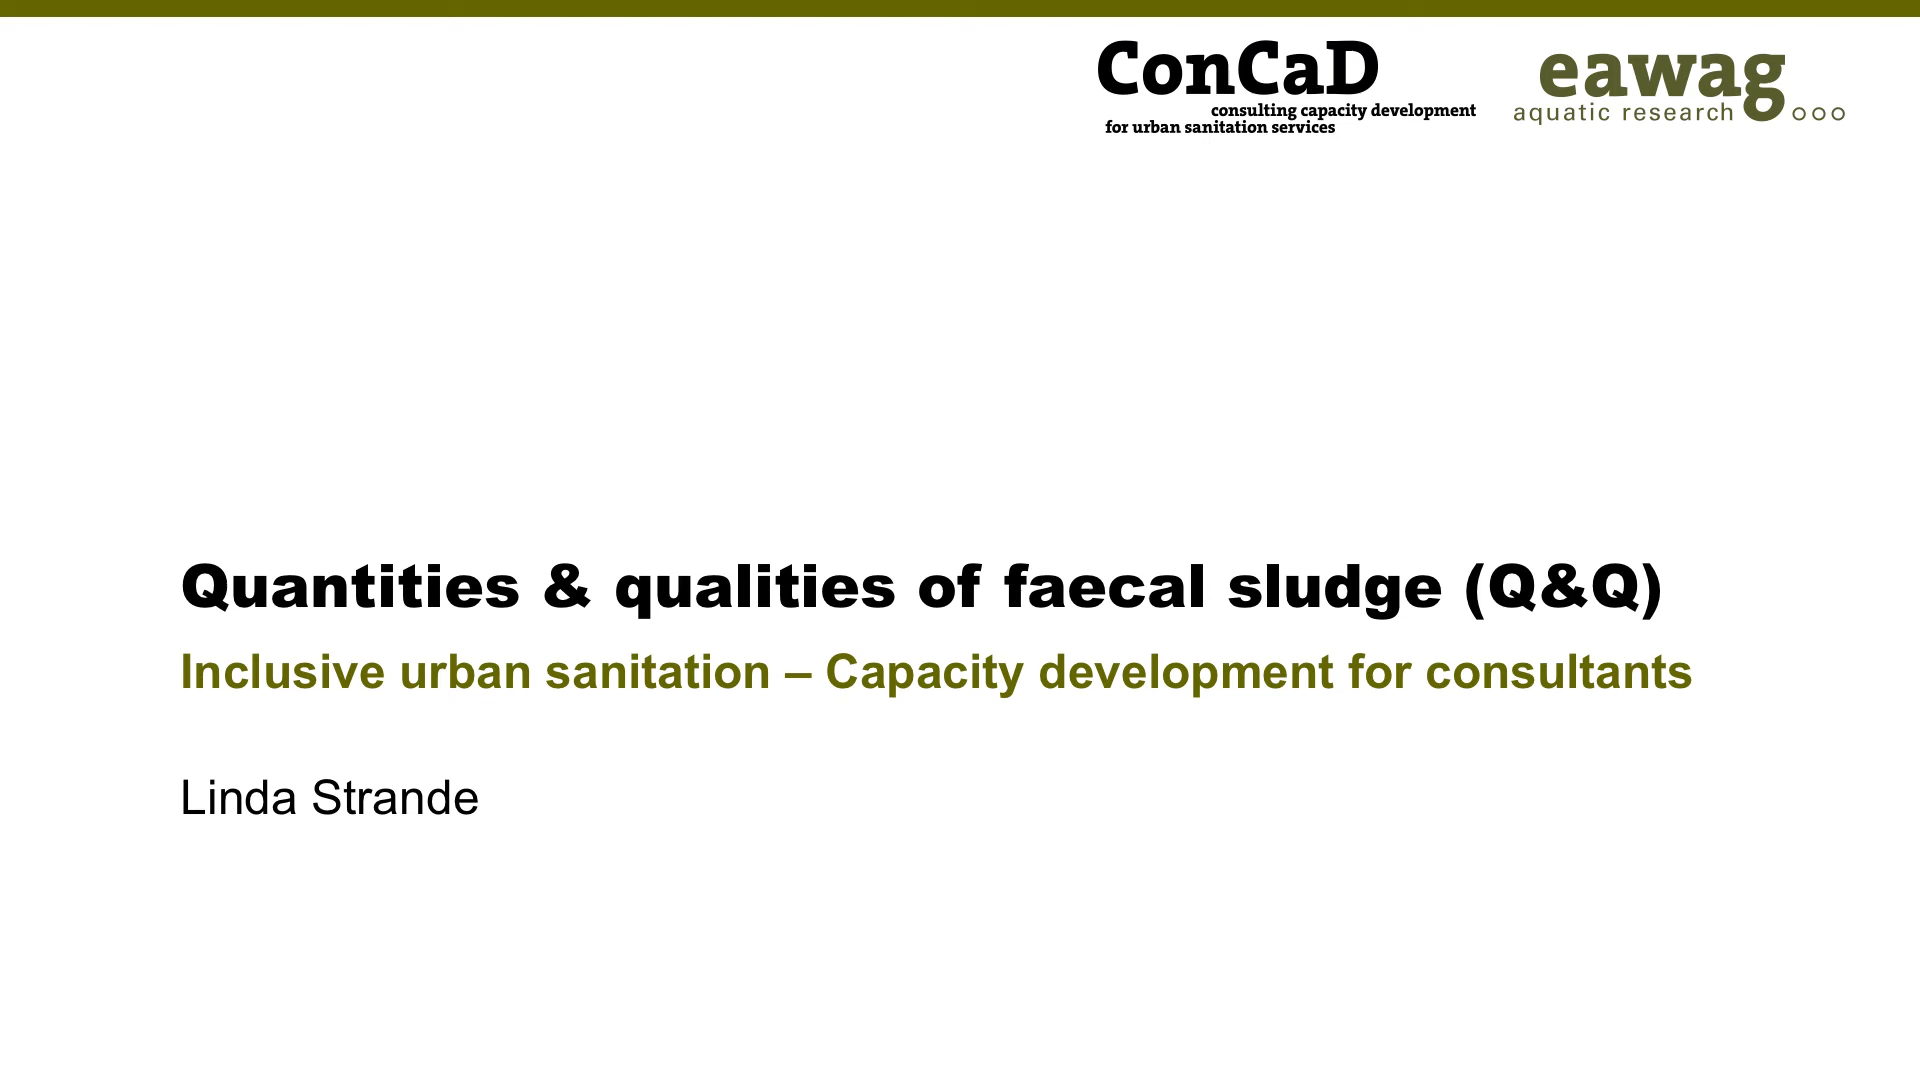 ConCaD
consulting capacity development
for urban sanitation services
eawag
aquatic research
Quantities & qualities of faecal sludge (Q&Q)
Inclusive urban sanitation – Capacity development for consultants
Linda Strande